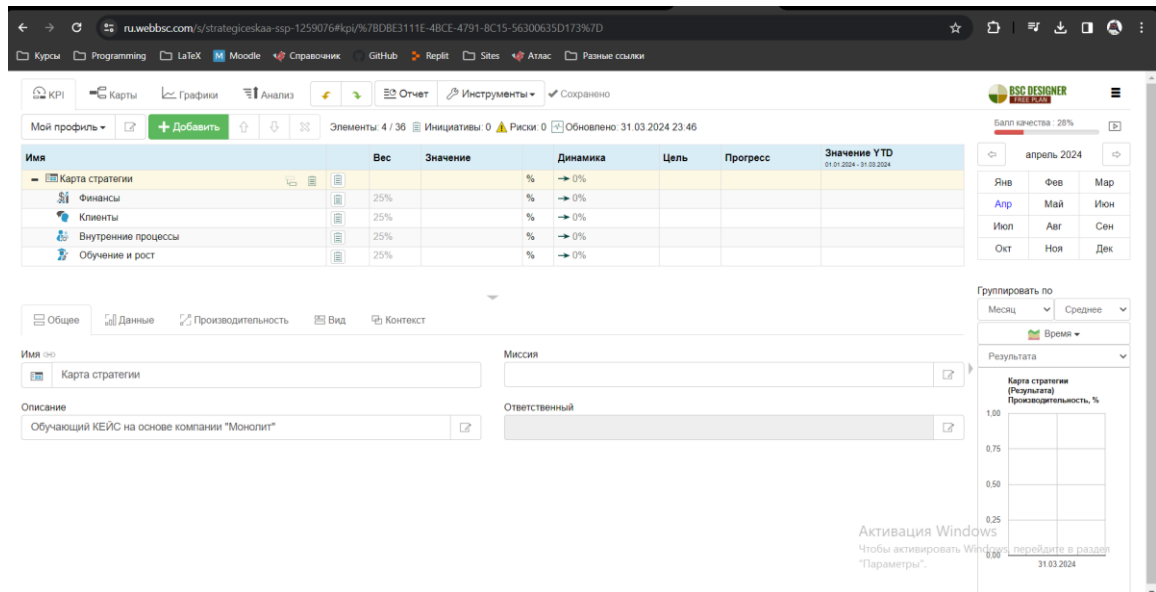 ru.webbsc.com/s/strategiceskaa-ssp-1259076#kpi/%7BDBE3111E-4BCE-4791-8C15-56300635D173%7D
Курсы Programming LaTeX M Moodle Справочник GitHub Replit Sites Атлас Разные ссылки
KPI Карты Графики Анализ Отчет Инструменты Сохранено
BSC DESIGNER
FREE PLAN
Мой профиль Добавить Элементы: 4 / 36 Инициативы: 0 Риски: 0 Обновлено: 31.03.2024 23:46
Балл качества : 28%
Имя Вес Значение Динамика Цель Прогресс Значение YTD
01.01.2024 - 31.03.2024
Карта стратегии % 0%
Финансы 25% % 0%
Клиенты 25% % 0%
Внутренние процессы 25% % 0%
Обучение и рост 25% % 0%
апрель 2024
Янв Фев Мар
Апр Май Июн
Июл Авг Сен
Окт Ноя Дек
Общее Данные Производительность Вид Контекст
Имя Миссия
Карта стратегии
Описание Ответственный
Обучающий КЕЙС на основе компании "Монолит"
Группировать по
Месяц Среднее
Время
Результата
Карта стратегии
(Результата)
Производительность, %
1,00
0,75
0,50
0,25
0,00
31.03.2024
Активация Windows
Чтобы активировать Windows, перейдите в раздел
"Параметры".